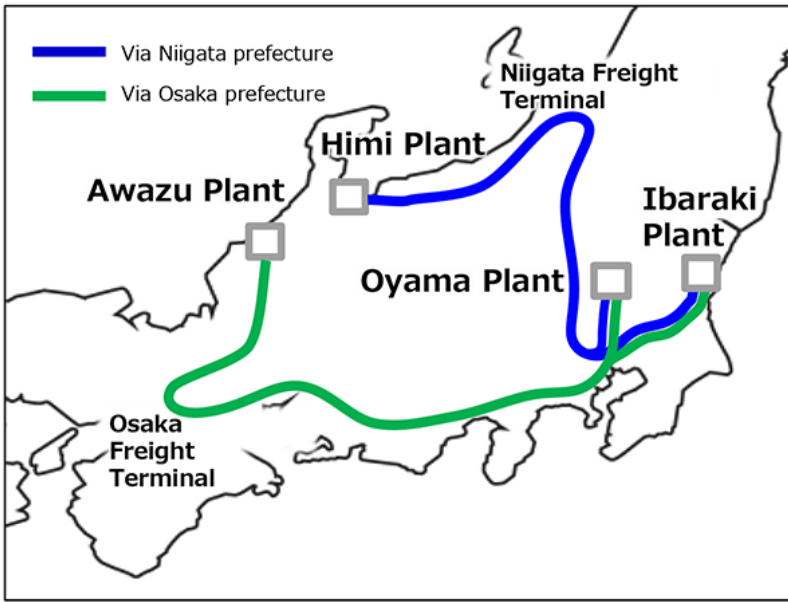 Via Niigata prefecture
Via Osaka prefecture
Niigata Freight
Terminal
Himi Plant
Awazu Plant
Ibaraki
Plant
Oyama Plant
Osaka
Freight
Terminal